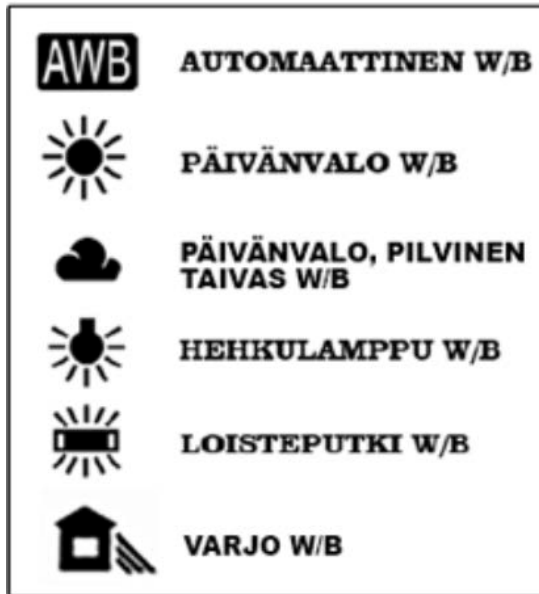 AWB AUTOMAATTINEN W/B
PÄIVÄNVALO W/B
PÄIVÄNVALO, PILVINEN
TAIVAS W/B
HEHKULAMPPU W/B
LOISTEPUTKI W/B
VARJO W/B